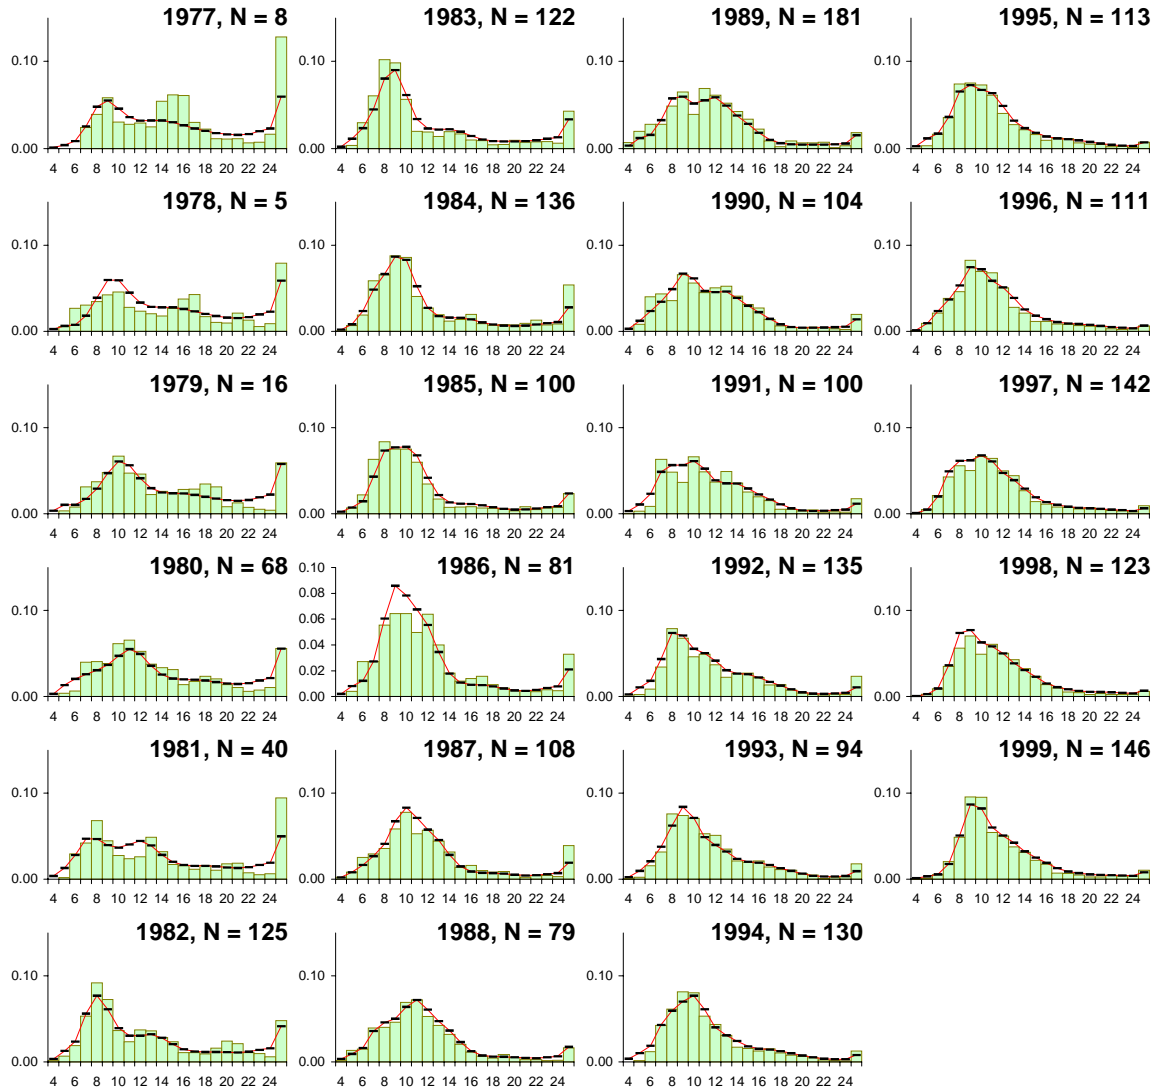 1977, N = 8
0.10
0.00
4 6 8 10 12 14 16 18 20 22 24
1983, N = 122
0.10
0.00
4 6 8 10 12 14 16 18 20 22 24
1989, N = 181
0.10
0.00
4 6 8 10 12 14 16 18 20 22 24
1995, N = 113
0.10
0.00
4 6 8 10 12 14 16 18 20 22 24
1978, N = 5
0.10
0.00
4 6 8 10 12 14 16 18 20 22 24
1984, N = 136
0.10
0.00
4 6 8 10 12 14 16 18 20 22 24
1990, N = 104
0.10
0.00
4 6 8 10 12 14 16 18 20 22 24
1996, N = 111
0.10
0.00
4 6 8 10 12 14 16 18 20 22 24
1979, N = 16
0.10
0.00
4 6 8 10 12 14 16 18 20 22 24
1985, N = 100
0.10
0.00
4 6 8 10 12 14 16 18 20 22 24
1991, N = 100
0.10
0.00
4 6 8 10 12 14 16 18 20 22 24
1997, N = 142
0.10
0.00
4 6 8 10 12 14 16 18 20 22 24
1980, N = 68
0.10
0.00
4 6 8 10 12 14 16 18 20 22 24
1986, N = 81
0.10
0.08
0.06
0.04
0.02
0.00
4 6 8 10 12 14 16 18 20 22 24
1992, N = 135
0.10
0.00
4 6 8 10 12 14 16 18 20 22 24
1998, N = 123
0.10
0.00
4 6 8 10 12 14 16 18 20 22 24
1981, N = 40
0.10
0.00
4 6 8 10 12 14 16 18 20 22 24
1987, N = 108
0.10
0.00
4 6 8 10 12 14 16 18 20 22 24
1993, N = 94
0.10
0.00
4 6 8 10 12 14 16 18 20 22 24
1999, N = 146
0.10
0.00
4 6 8 10 12 14 16 18 20 22 24
1982, N = 125
0.10
0.00
4 6 8 10 12 14 16 18 20 22 24
1988, N = 79
0.10
0.00
4 6 8 10 12 14 16 18 20 22 24
1994, N = 130
0.10
0.00
4 6 8 10 12 14 16 18 20 22 24